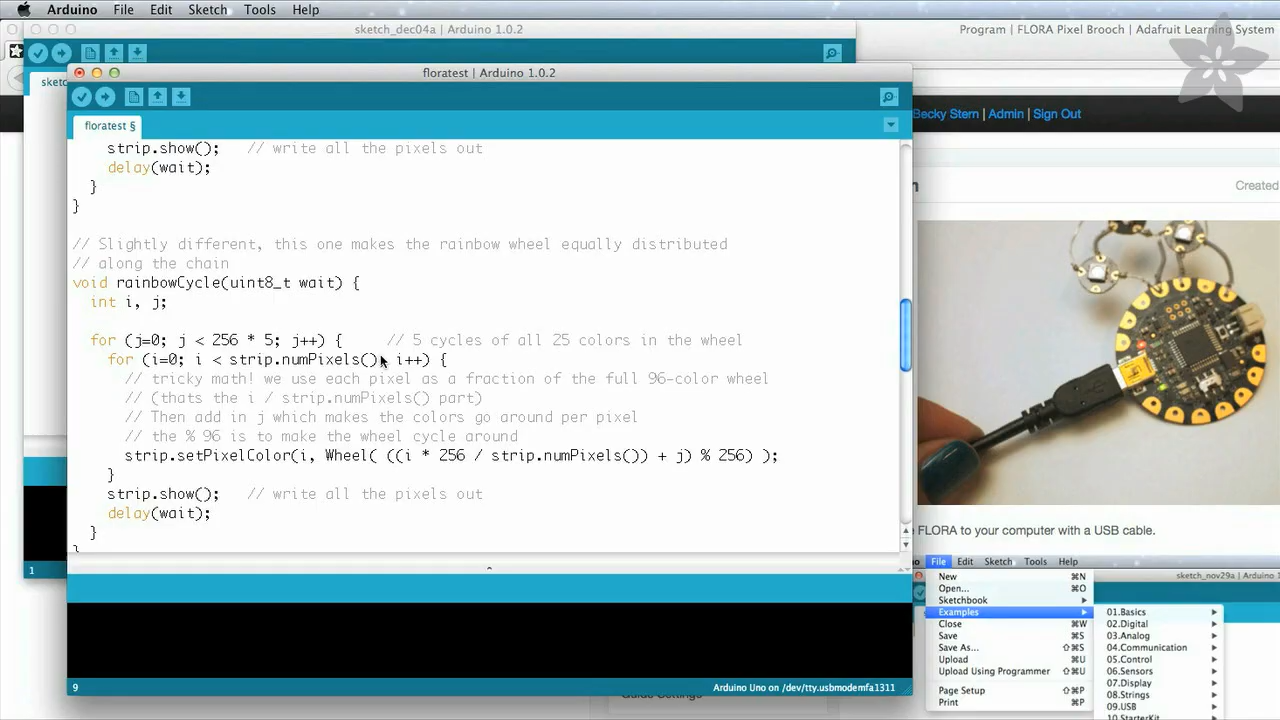 Arduino File Edit Sketch Tools Help
sketch_dec04a | Arduino 1.0.2
Program | FLORA Pixel Brooch | Adafruit Learning System
floratest | Arduino 1.0.2
Becky Stern | Admin | Sign Out
floratest §
Created
strip.show();   // write all the pixels out
delay(wait);
}
}
// Slightly different, this one makes the rainbow wheel equally distributed
// along the chain
void rainbowCycle(uint8_t wait) {
int i, j;
for (j=0; j < 256 * 5; j++) {     // 5 cycles of all 25 colors in the wheel
for (i=0; i < strip.numPixels(); i++) {
// tricky math! we use each pixel as a fraction of the full 96-color wheel
// (thats the i / strip.numPixels() part)
// Then add in j which makes the colors go around per pixel
// the % 96 is to make the wheel cycle around
strip.setPixelColor(i, Wheel( ((i * 256 / strip.numPixels()) + j) % 256) );
}
strip.show();   // write all the pixels out
delay(wait);
}
FLORA to your computer with a USB cable.
File Edit Sketch Tools Help
sketch_nov29a | Arduino 1
New ⌘N
Open... ⌘O
Sketchbook
Examples
Close ⌘W
Save ⌘S
Save As... ⇧⌘S
Upload ⌘U
Upload Using Programmer ⇧⌘U
Page Setup ⇧⌘P
Print ⌘P
01.Basics
02.Digital
03.Analog
04.Communication
05.Control
06.Sensors
07.Display
08.Strings
09.USB
10.StarterKit
1
9
Arduino Uno on /dev/tty.usbmodemfa1311
Guide Settings